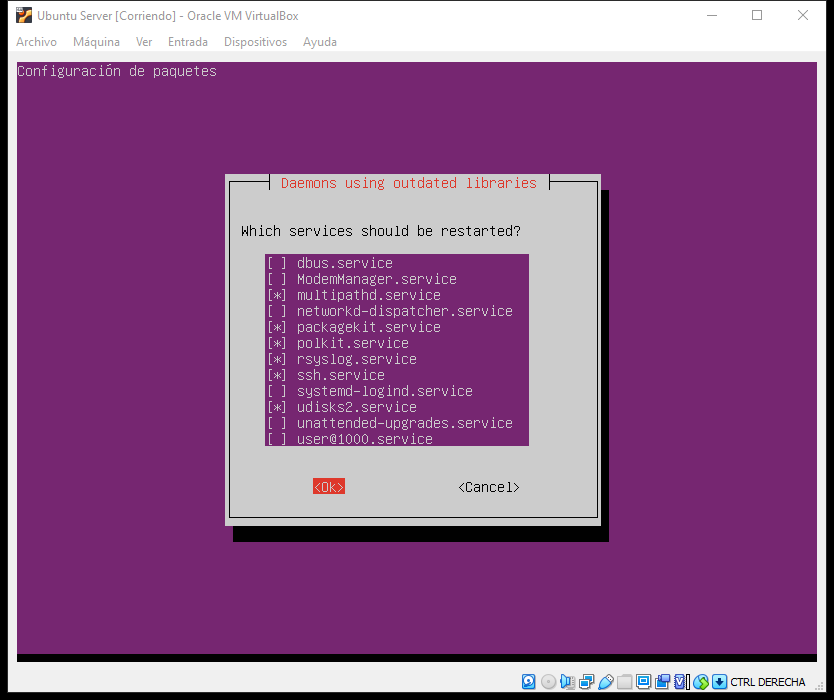 Ubuntu Server [Corriendo] - Oracle VM VirtualBox
Archivo Máquina Ver Entrada Dispositivos Ayuda
Configuración de paquetes
Daemons using outdated libraries
Which services should be restarted?
[ ] dbus.service
[ ] ModemManager.service
[*] multipathd.service
[ ] networkd-dispatcher.service
[*] packagekit.service
[*] polkit.service
[*] rsyslog.service
[*] ssh.service
[ ] systemd-logind.service
[*] udisks2.service
[ ] unattended-upgrades.service
[ ] user@1000.service
<Ok> <Cancel>
CTRL DERECHA